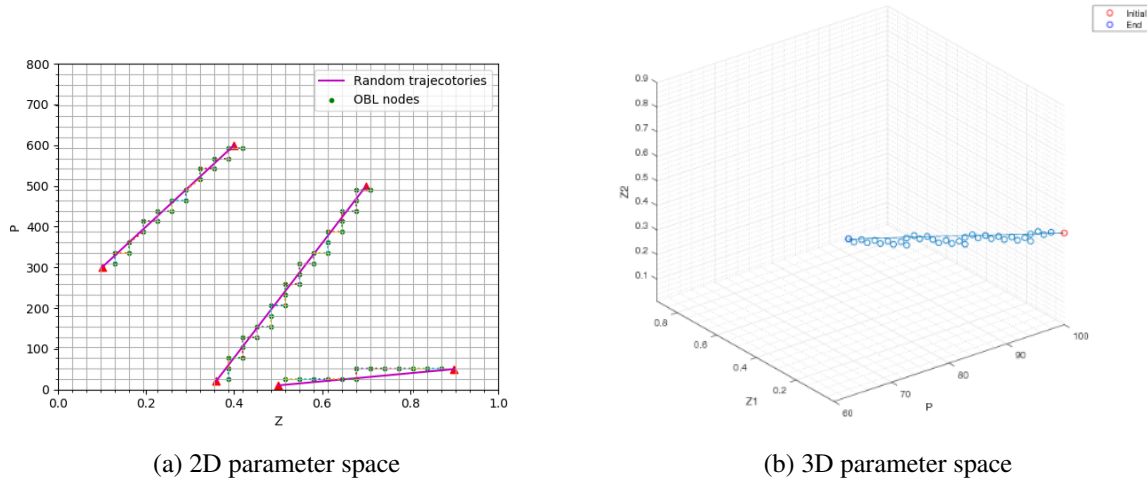 800
700
600
500
400
300
200
100
0
P
0.0 0.2 0.4 0.6 0.8 1.0
Z
Random trajecotories
OBL nodes
(a) 2D parameter space
Initial
End
0.9
0.8
0.7
0.6
0.5
0.4
0.3
0.2
0.1
Z2
0.8
0.6
0.4
0.2
Z1
60
70
80
90
100
P
(b) 3D parameter space